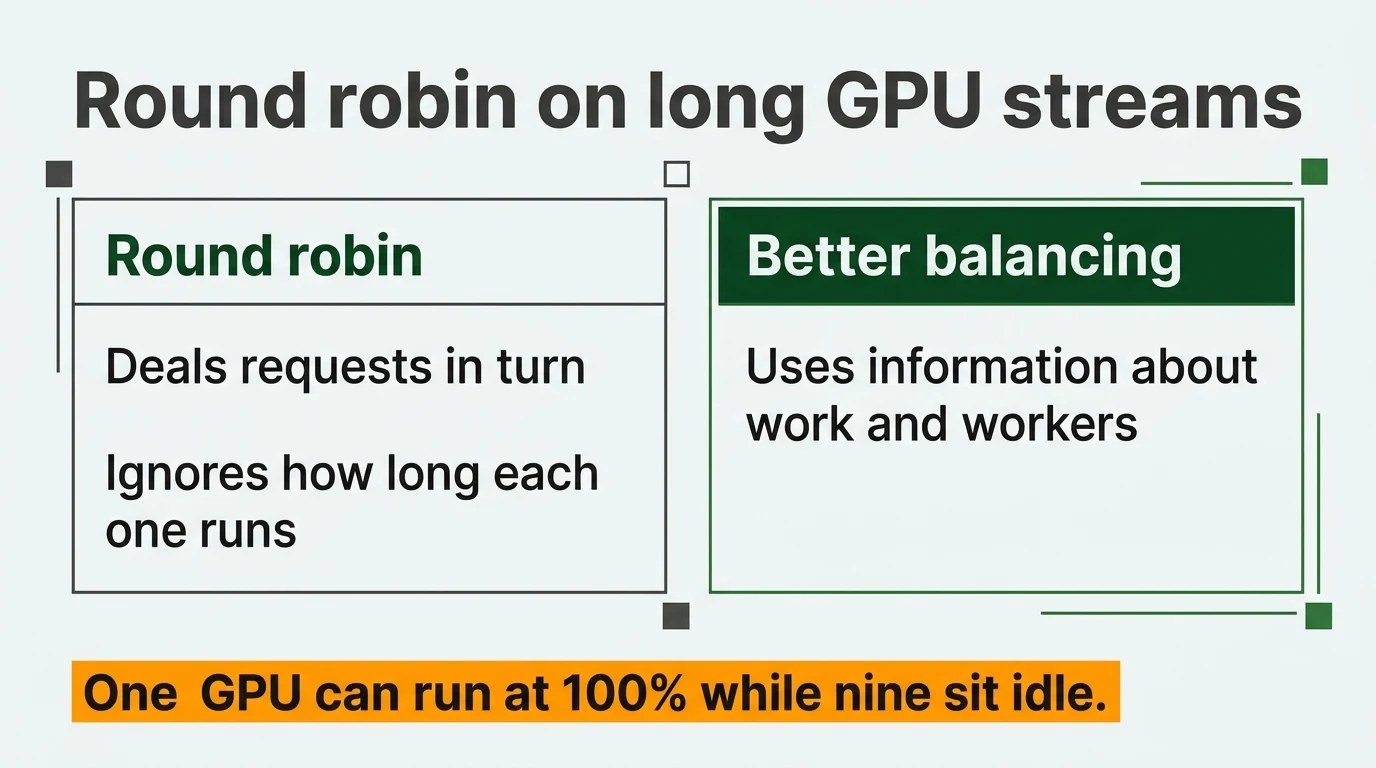 Round robin on long GPU streams
Round robin
Deals requests in turn
Ignores how long each
one runs
Better balancing
Uses information about
work and workers
One GPU can run at 100% while nine sit idle.